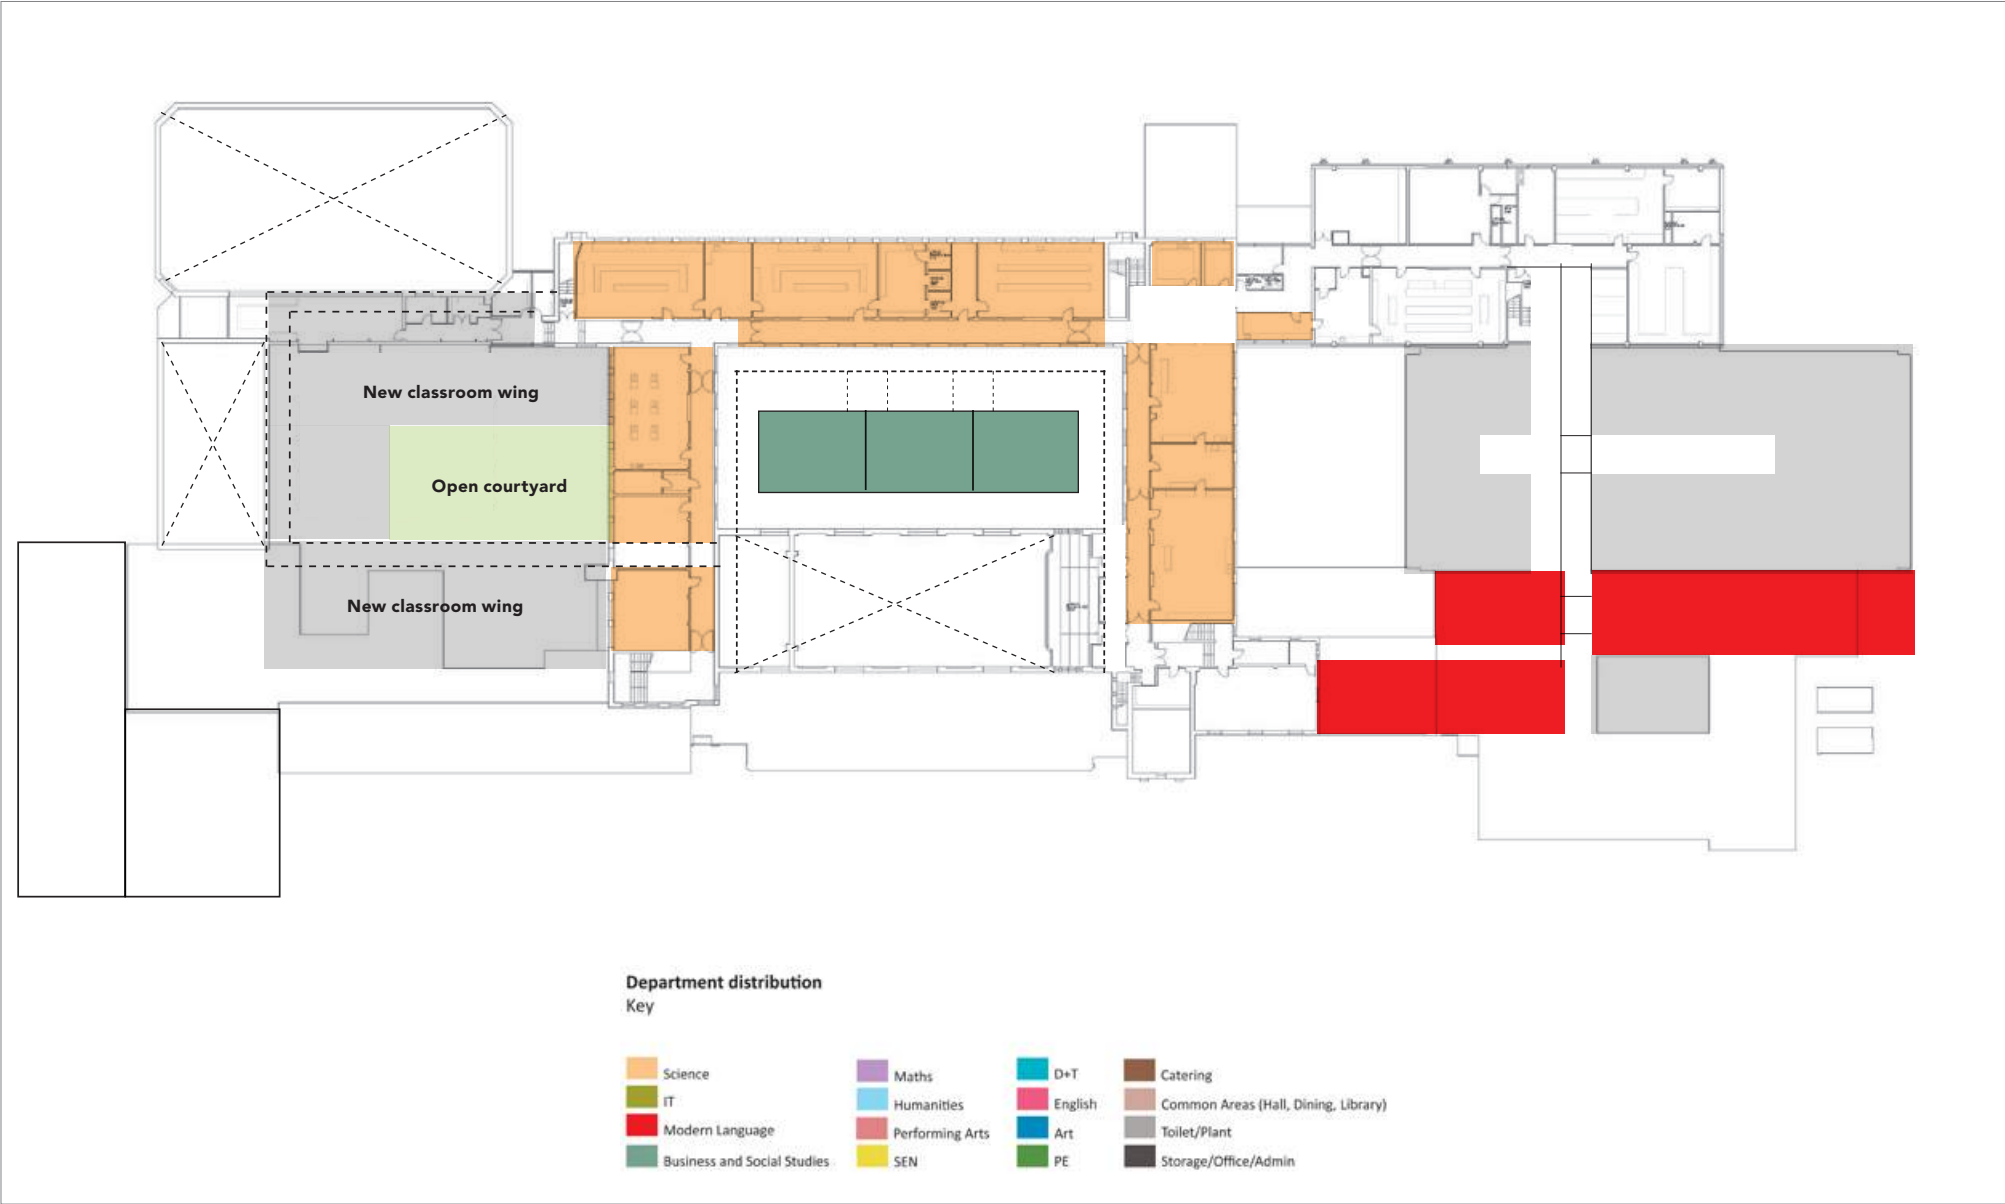 New classroom wing
Open courtyard
New classroom wing
Department distribution
Key
Science
IT
Modern Language
Business and Social Studies
Maths
Humanities
Performing Arts
SEN
D+T
English
Art
PE
Catering
Common Areas (Hall, Dining, Library)
Toilet/Plant
Storage/Office/Admin